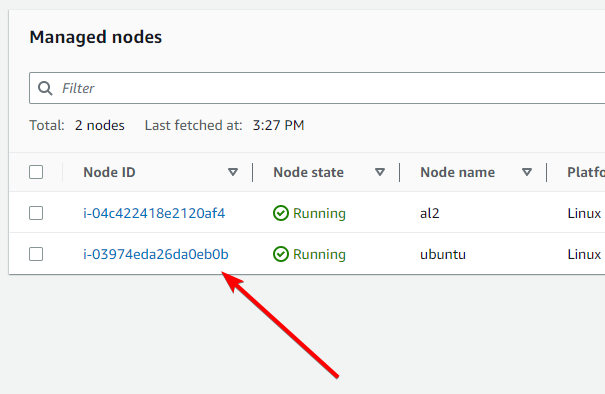 Managed nodes
Filter
Total: 2 nodes Last fetched at: 3:27 PM
Node ID Node state Node name Platfo
i-04c422418e2120af4 Running al2 Linux
i-03974eda26da0eb0b Running ubuntu Linux